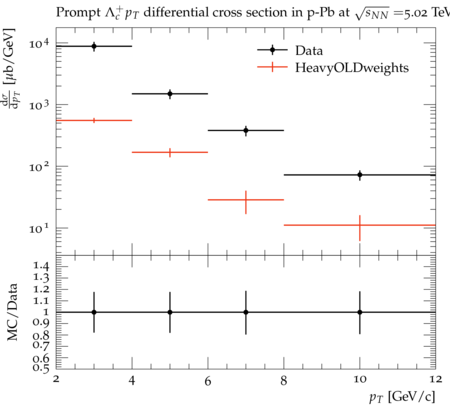 Prompt Λc+ pT differential cross section in p-Pb at √sNN =5.02 TeV
dσ/dpT [μb/GeV]
10^4
10^3
10^2
10^1
Data
HeavyOLDweights
MC/Data
1.4
1.3
1.2
1.1
1
0.9
0.8
0.7
0.6
0.5
2 4 6 8 10 12
pT [GeV/c]